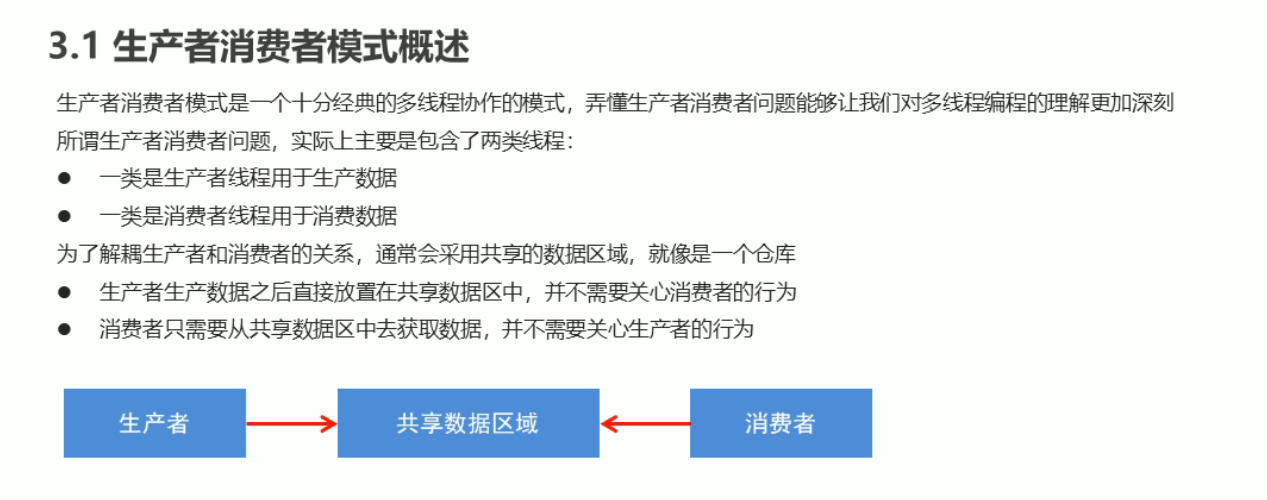 3.1 生产者消费者模式概述
生产者消费者模式是一个十分经典的多线程协作的模式，弄懂生产者消费者问题能够让我们对多线程编程的理解更加深刻
所谓生产者消费者问题，实际上主要是包含了两类线程：
● 一类是生产者线程用于生产数据
● 一类是消费者线程用于消费数据
为了解耦生产者和消费者的关系，通常会采用共享的数据区域，就像是一个仓库
● 生产者生产数据之后直接放置在共享数据区中，并不需要关心消费者的行为
● 消费者只需要从共享数据区中去获取数据，并不需要关心生产者的行为
生产者 共享数据区域 消费者